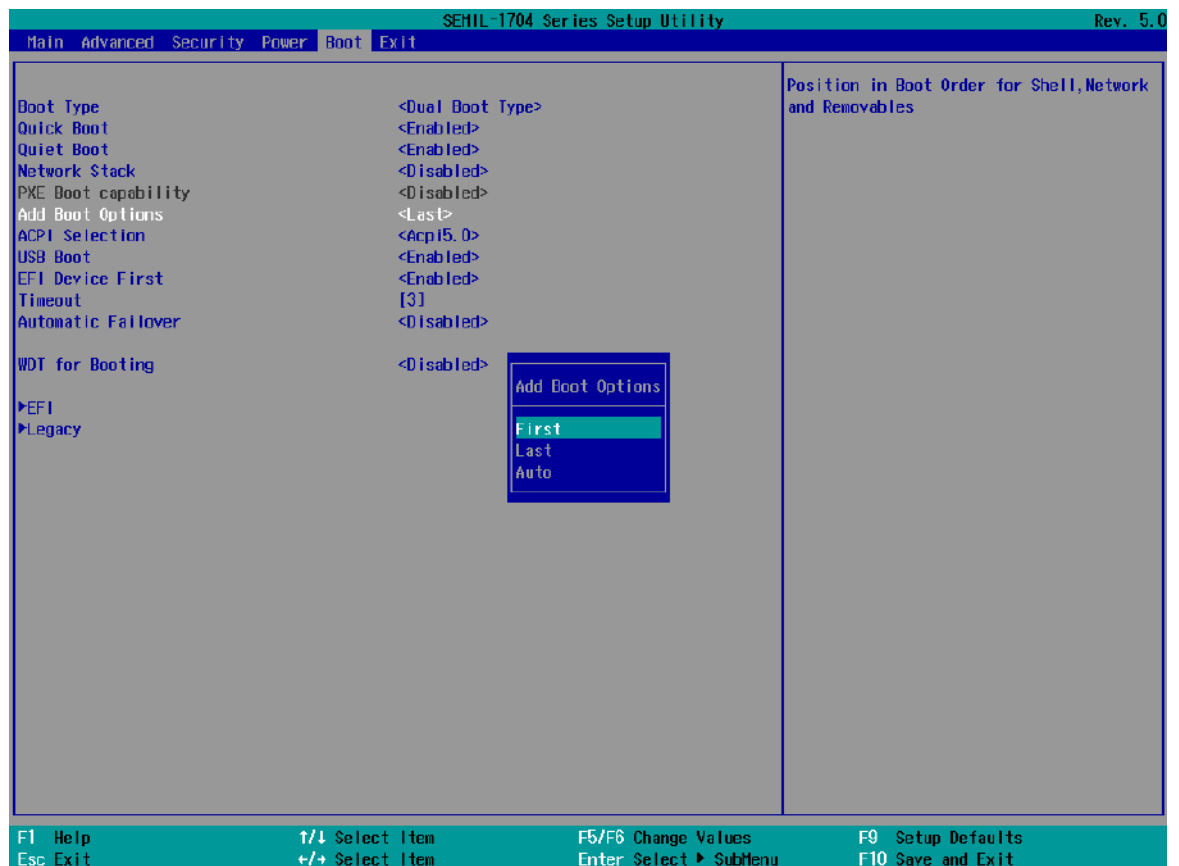 SEMIL-1704 Series Setup Utility Rev. 5.0
Main Advanced Security Power Boot Exit
Position in Boot Order for Shell,Network
and Removables
Boot Type <Dual Boot Type>
Quick Boot <Enabled>
Quiet Boot <Enabled>
Network Stack <Disabled>
PXE Boot capability <Disabled>
Add Boot Options <Last>
ACPI Selection <Acpi5.0>
USB Boot <Enabled>
EFI Device First <Enabled>
Timeout [3]
Automatic Failover <Disabled>
WDT for Booting <Disabled>
▶EFI
▶Legacy
Add Boot Options
First
Last
Auto
F1 Help ↑/↓ Select Item F5/F6 Change Values F9 Setup Defaults
Esc Exit ←/→ Select Item Enter Select ▶ SubMenu F10 Save and Exit